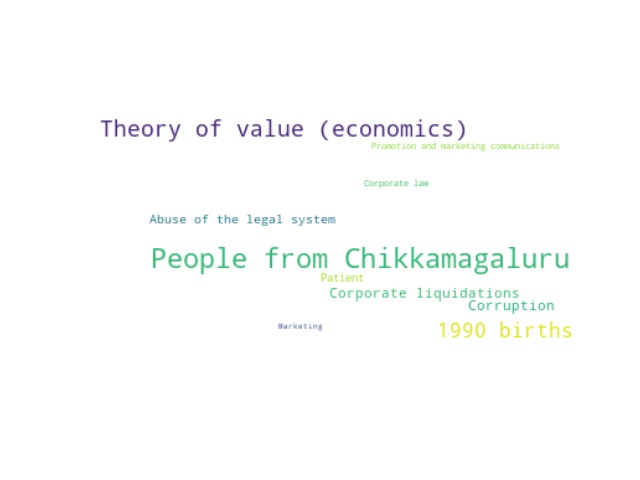 Theory of value (economics)
Promotion and marketing communications
Corporate law
Abuse of the legal system
People from Chikkamagaluru
Patient
Corporate liquidations
Corruption
Marketing
1990 births